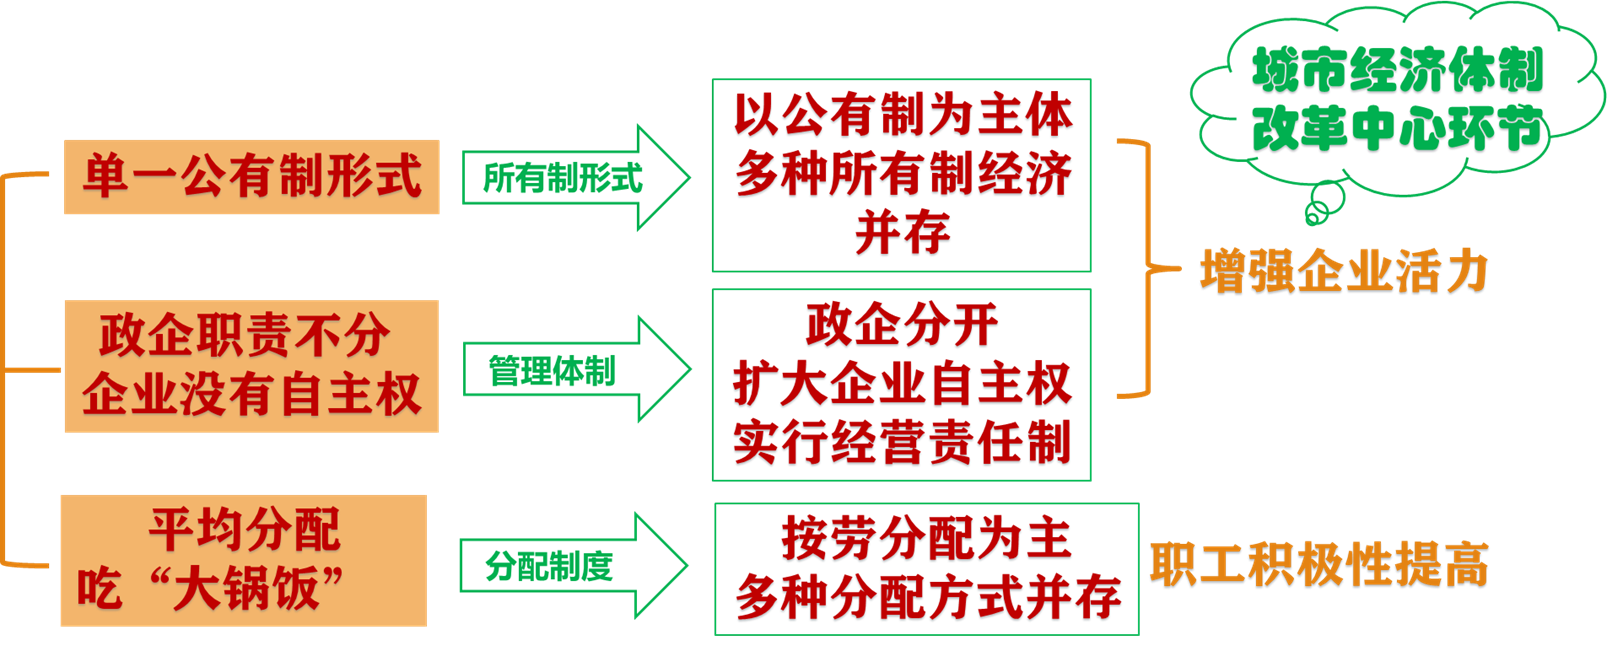 城市经济体制
改革中心环节
单一公有制形式
所有制形式
以公有制为主体
多种所有制经济
并存
增强企业活力
政企职责不分
企业没有自主权
管理体制
政企分开
扩大企业自主权
实行经营责任制
平均分配
吃“大锅饭”
分配制度
按劳分配为主
多种分配方式并存
职工积极性提高